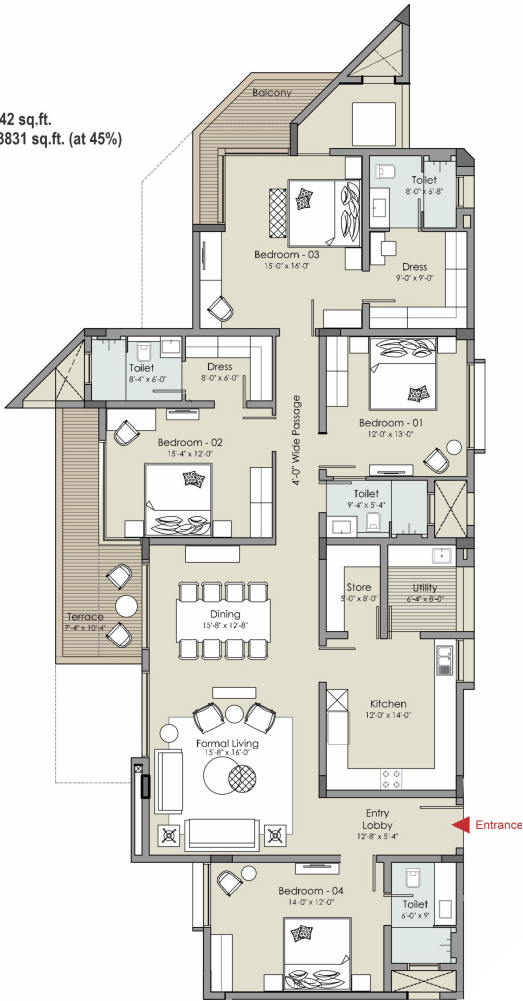 42 sq.ft.
3831 sq.ft. (at 45%)
Balcony
Toilet
8'-0" x 6'-8"
Bedroom - 03
15'-0" x 16'-0"
Dress
9'-0" x 9'-0"
Toilet
8'-4" x 6'-0"
Dress
8'-0" x 6'-0"
Bedroom - 01
12'-0" x 13'-0"
Bedroom - 02
15'-4" x 12'-0"
4'-0" Wide Passage
Toilet
9'-4" x 5'-4"
Store
5'-0" x 8'-0"
Utility
6'-4" x 8'-0"
Terrace
7'-4" x 10'-4"
Dining
15'-8" x 12'-8"
Kitchen
12'-0" x 14'-0"
Formal Living
15'-8" x 16'-0"
Entry
Lobby
12'-8" x 5'-4"
Entrance
Bedroom - 04
14'-0" x 12'-0"
Toilet
6'-0" x 9'